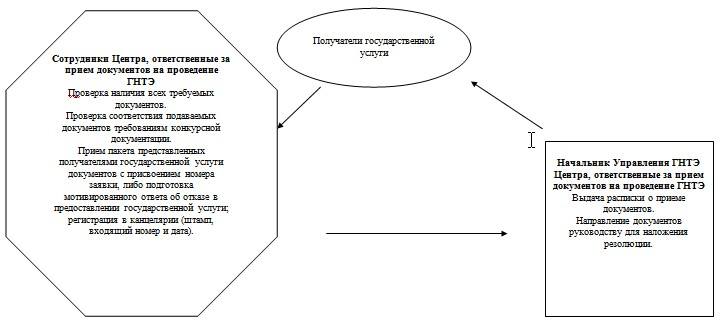 Получатели государственной
услуги
Сотрудники Центра, ответственные за
прием документов на проведение
ГНТЭ
Проверка наличия всех требуемых
документов.
Проверка соответствия подаваемых
документов требованиям конкурсной
документации.
Прием пакета представленных
получателями государственной услуги
документов с присвоением номера
заявки, либо подготовка
мотивированного ответа об отказе в
предоставлении государственной услуги;
регистрация в канцелярии (штамп,
входящий номер и дата).
Начальник Управления ГНТЭ
Центра, ответственные за прием
документов на проведение ГНТЭ
Выдача расписки о приеме
документов.
Направление документов
руководству для наложения
резолюции.